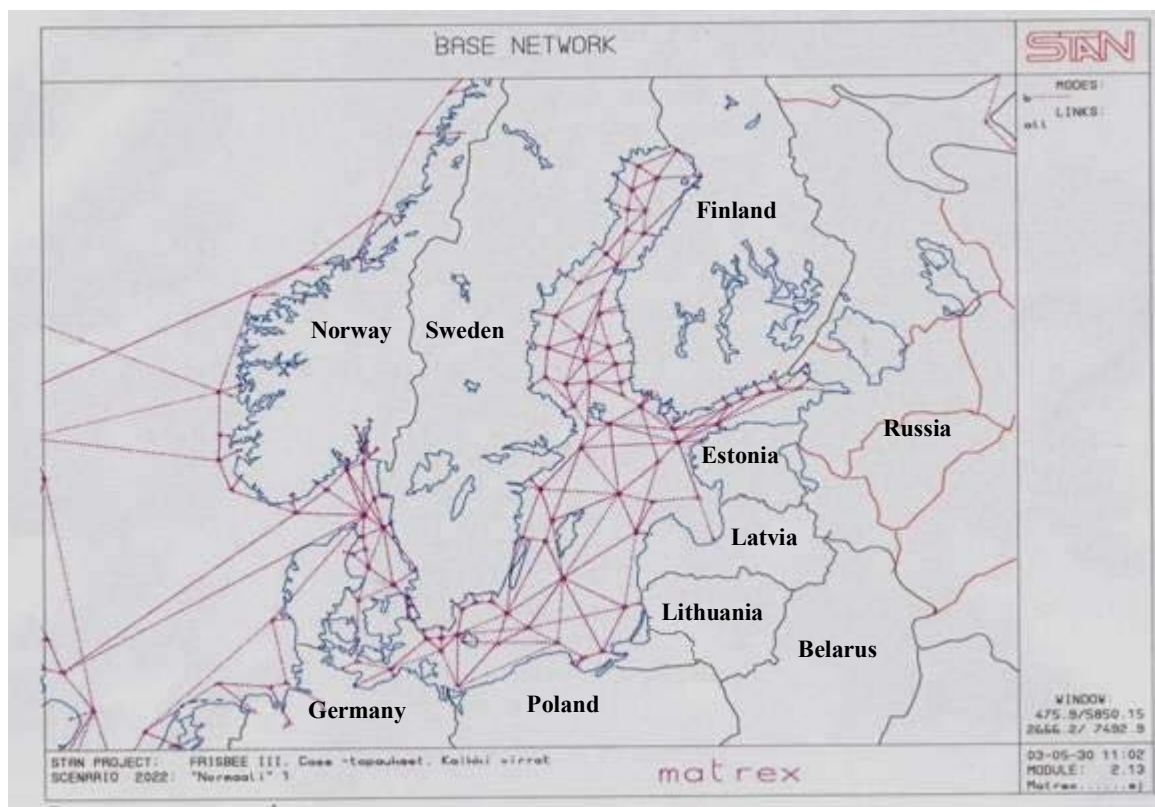 BASE NETWORK
STAN
MODES:
b
LINKS:
all
Finland
Norway
Sweden
Russia
Estonia
Latvia
Lithuania
Belarus
Poland
Germany
WINDOW:
475.9/5850.15
2666.2/ 7492.9
STAN PROJECT: FRISBEE III. Case -tapaukset. Kaikki virrat
SCENARIO 2022: "Normaali" 1
matrex
03-05-30 11:02
MODULE: 2.13
Matrex......ej